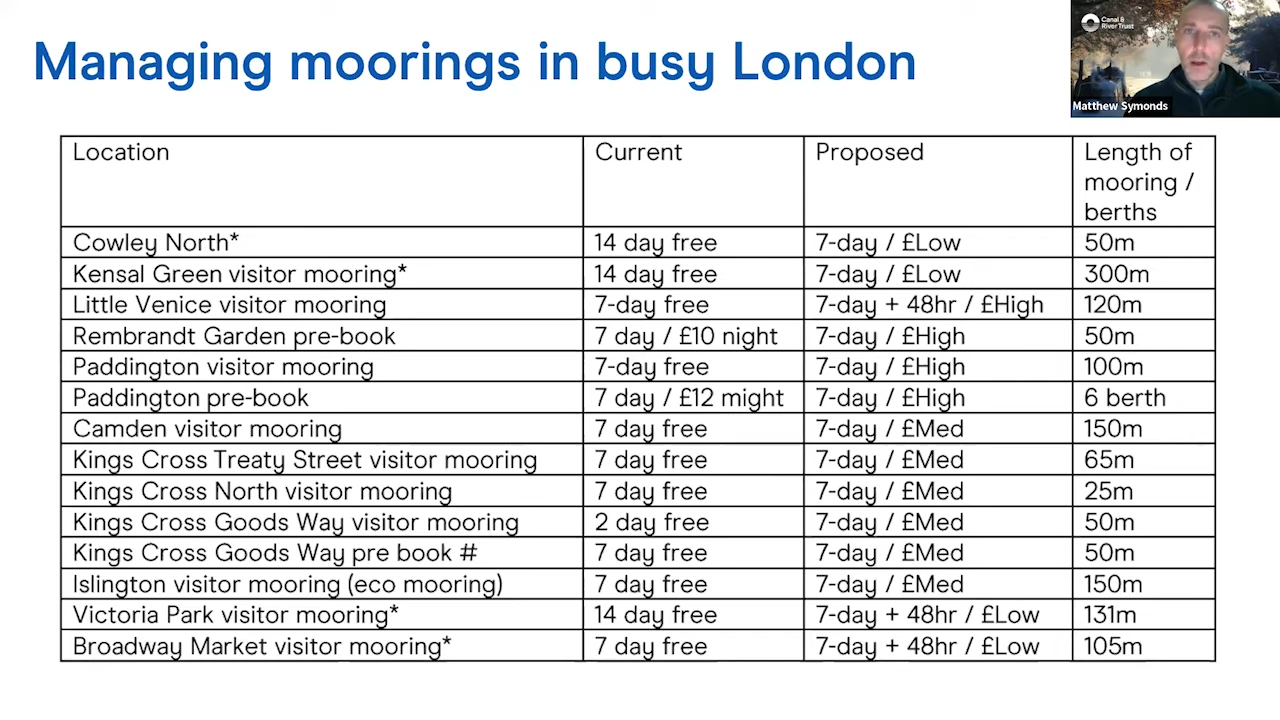 Managing moorings in busy London
Canal &
River Trust
Matthew Symonds
Location Current Proposed Length of
mooring /
berths
Cowley North* 14 day free 7-day / £Low 50m
Kensal Green visitor mooring* 14 day free 7-day / £Low 300m
Little Venice visitor mooring 7-day free 7-day + 48hr / £High 120m
Rembrandt Garden pre-book 7 day / £10 night 7-day / £High 50m
Paddington visitor mooring 7-day free 7-day / £High 100m
Paddington pre-book 7 day / £12 might 7-day / £High 6 berth
Camden visitor mooring 7 day free 7-day / £Med 150m
Kings Cross Treaty Street visitor mooring 7 day free 7-day / £Med 65m
Kings Cross North visitor mooring 7 day free 7-day / £Med 25m
Kings Cross Goods Way visitor mooring 2 day free 7-day / £Med 50m
Kings Cross Goods Way pre book # 7 day free 7-day / £Med 50m
Islington visitor mooring (eco mooring) 7 day free 7-day / £Med 150m
Victoria Park visitor mooring* 14 day free 7-day + 48hr / £Low 131m
Broadway Market visitor mooring* 7 day free 7-day + 48hr / £Low 105m